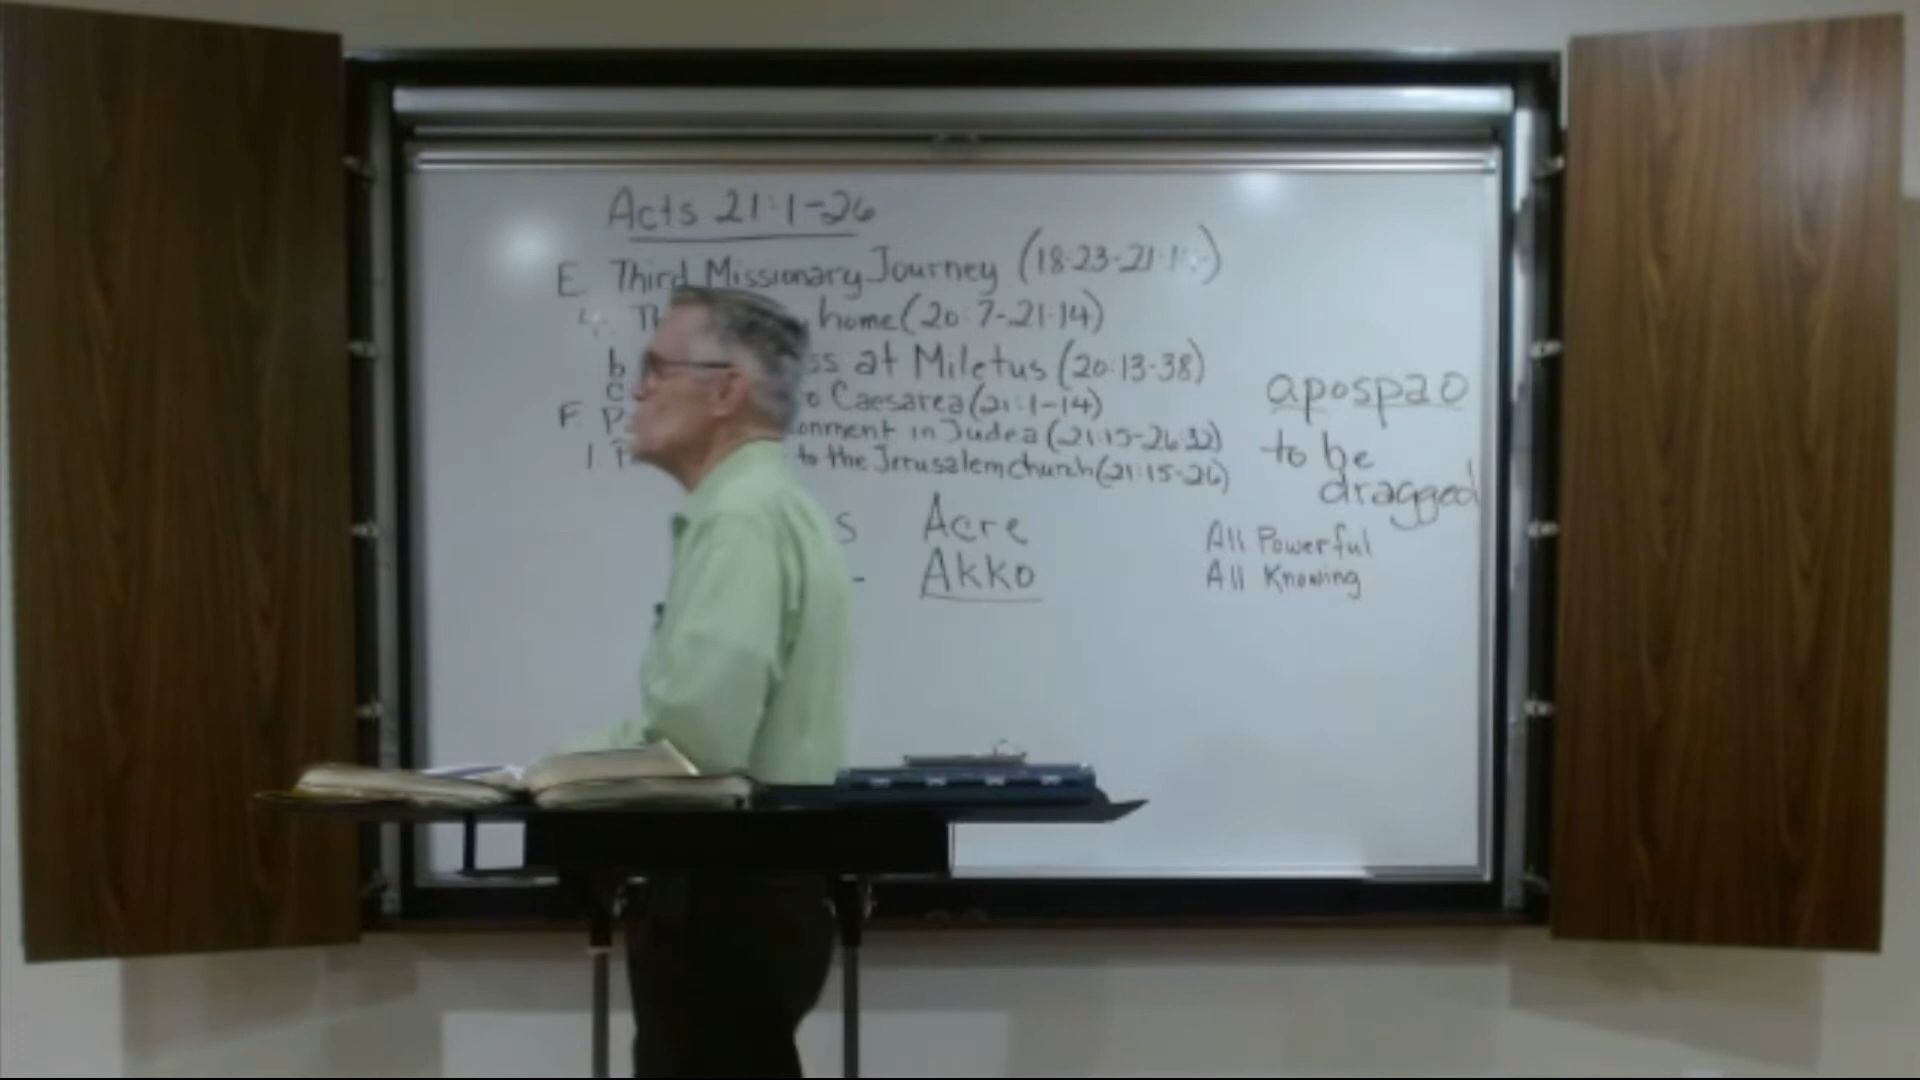 Acts 21:1-26
E. Third Missionary Journey (18:23-21:
home (20:7-21:14)
b at Miletus (20:13-38)
C Caesarea (21:1-14)
F. in Judea (21:15-26:32)
1. to the Jerusalem church (21:15-26)
Acre
Akko
apospao
to be
dragged
All Powerful
All Knowing